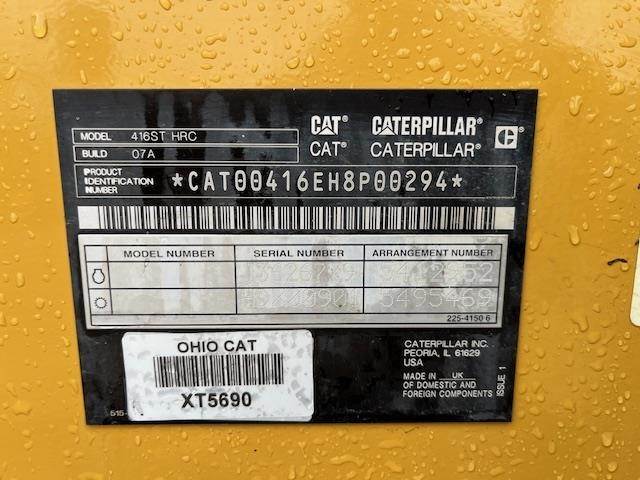 MODEL 416ST HRC
BUILD 07A
CAT® CATERPILLAR® C®
CAT® CATERPILLAR®
PRODUCT IDENTIFICATION NUMBER *CAT00416EH8P00294*
MODEL NUMBER SERIAL NUMBER ARRANGEMENT NUMBER
5495469
225-4150 6
OHIO CAT
XT5690
CATERPILLAR INC.
PEORIA, IL 61629
USA
MADE IN UK
OF DOMESTIC AND
FOREIGN COMPONENTS
ISSUE 1
515-